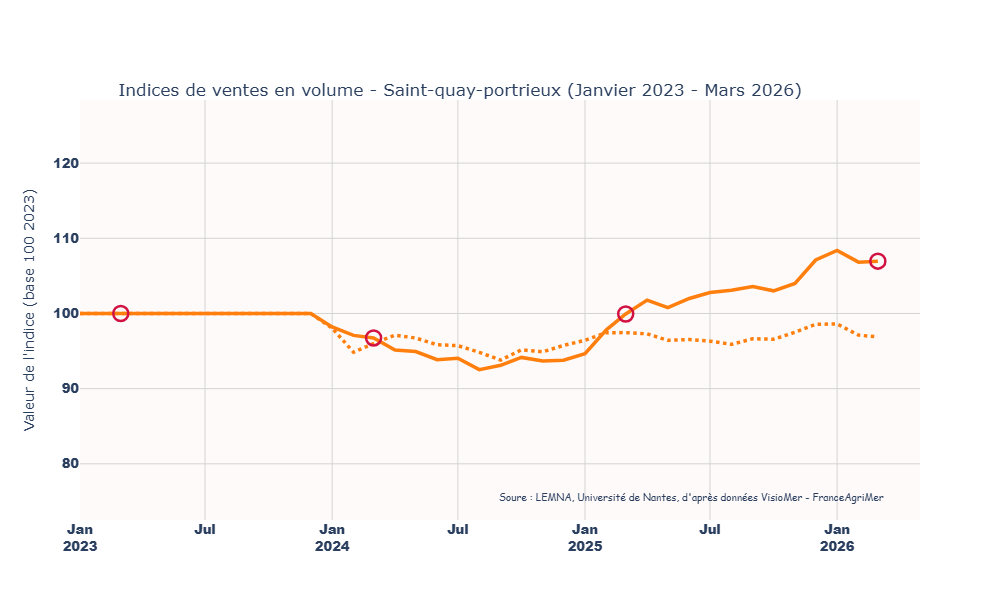 Indices de ventes en volume - Saint-quay-portrieux (Janvier 2023 - Mars 2026)
Valeur de l'indice (base 100 2023)
120
110
100
90
80
Soure : LEMNA, Université de Nantes, d'après données VisioMer - FranceAgriMer
Jan
2023
Jul
Jan
2024
Jul
Jan
2025
Jul
Jan
2026